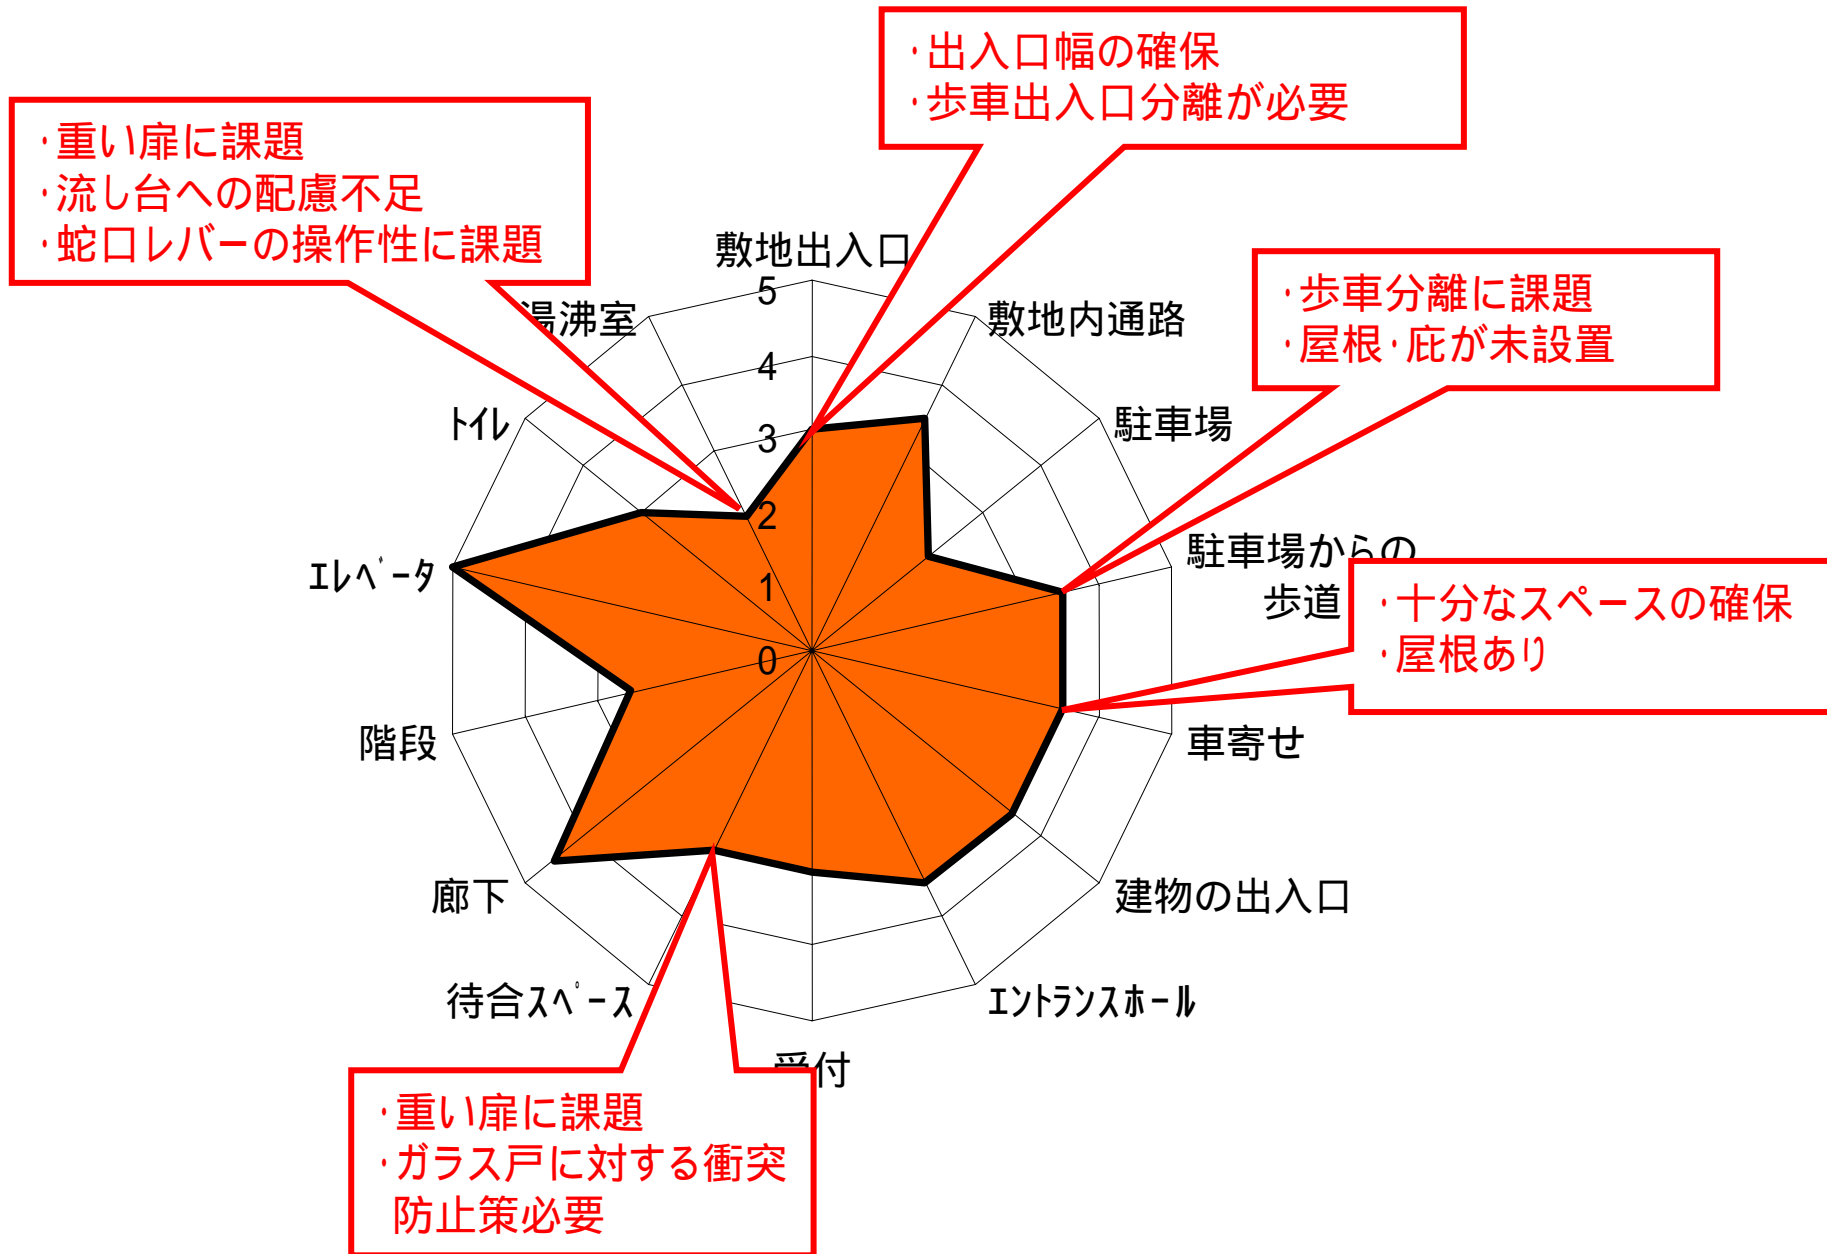 ・出入口幅の確保
・歩車出入口分離が必要
・重い扉に課題
・流し台への配慮不足
・蛇口レバーの操作性に課題
敷地出入口
5
4
3
2
1
0
敷地内通路
湯沸室
・歩車分離に課題
・屋根・庇が未設置
駐車場
ﾄｲﾚ
駐車場からの
歩道
ｴﾚﾍﾞｰﾀ
・十分なスペースの確保
・屋根あり
車寄せ
階段
建物の出入口
廊下
ｴﾝﾄﾗﾝｽﾎｰﾙ
待合ｽﾍﾟｰｽ
受付
・重い扉に課題
・ガラス戸に対する衝突
防止策必要